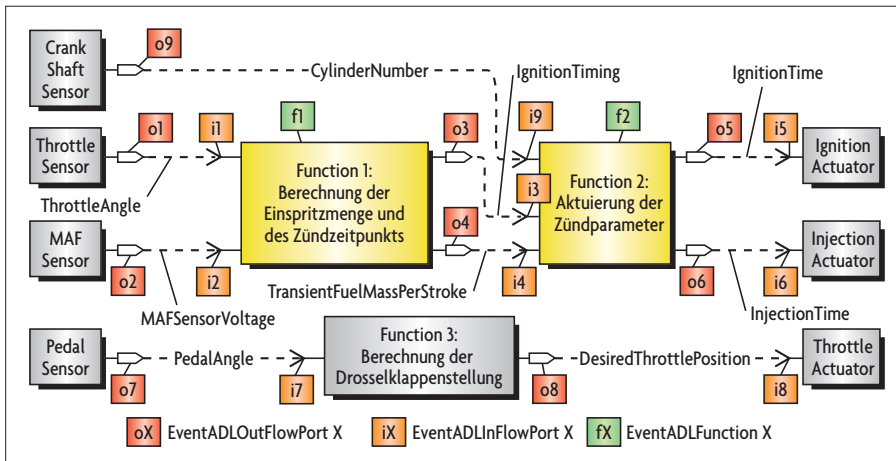 Crank
Shaft
Sensor
o9
CylinderNumber
IgnitionTiming
IgnitionTime
Throttle
Sensor
o1
ThrottleAngle
i1
f1
Function 1:
Berechnung der
Einspritzmenge und
des Zündzeitpunkts
o3
i9
i3
f2
Function 2:
Aktuierung der
Zündparameter
o5
i5
Ignition
Actuator
MAF
Sensor
o2
MAFSensorVoltage
i2
o4
TransientFuelMassPerStroke
i4
o6
InjectionTime
i6
Injection
Actuator
Pedal
Sensor
o7
PedalAngle
i7
Function 3:
Berechnung der
Drosselklappenstellung
o8
DesiredThrottlePosition
i8
Throttle
Actuator
oX EventADLOutFlowPort X
iX EventADLInFlowPort X
fX EventADLFunction X